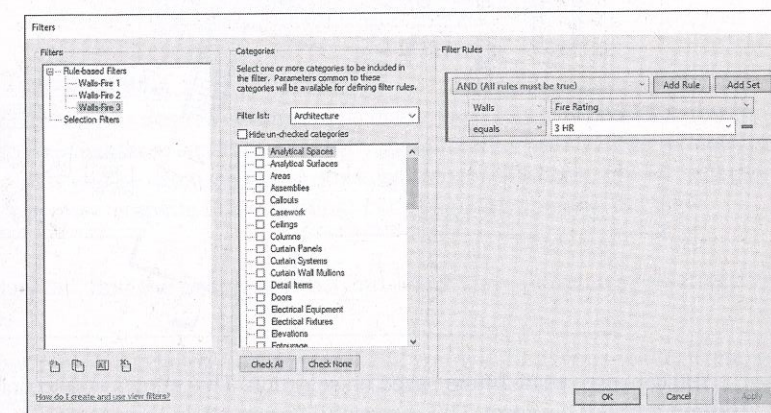 Filters
Filters
Rule-based Filters
Walls-Fire 1
Walls-Fire 2
Walls-Fire 3
Selection Filters
How do I create and use view filters?
Categories
Select one or more categories to be included in
the filter. Parameters common to these
categories will be available for defining filter rules.
Filter list: Architecture
Hide un-checked categories
Analytical Spaces
Analytical Surfaces
Areas
Assemblies
Callouts
Casework
Ceilings
Columns
Curtain Panels
Curtain Systems
Curtain Wall Mullions
Detail Items
Doors
Electrical Equipment
Electrical Fixtures
Elevations
Entourage
Check All Check None
Filter Rules
AND (All rules must be true) Add Rule Add Set
Walls Fire Rating
equals 3 HR
OK Cancel Apply